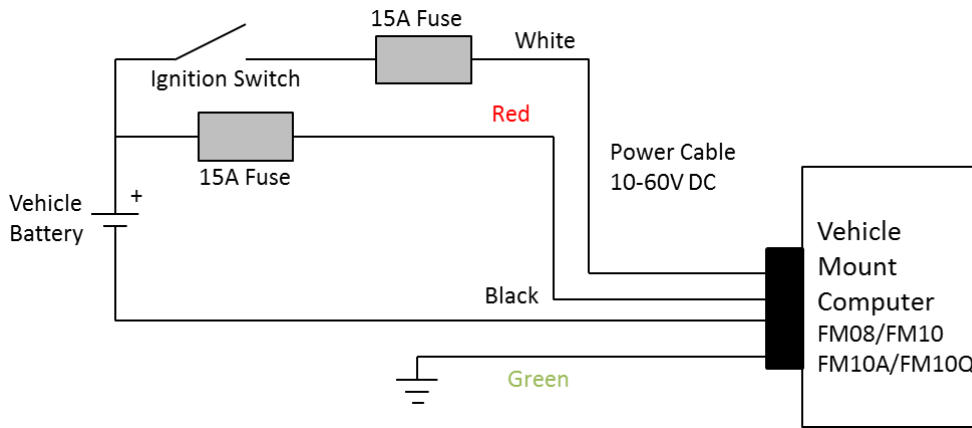 15A Fuse
White
Ignition Switch
Red
15A Fuse
Power Cable
10-60V DC
Vehicle
Battery
+
Black
Green
Vehicle
Mount
Computer
FM08/FM10
FM10A/FM10Q